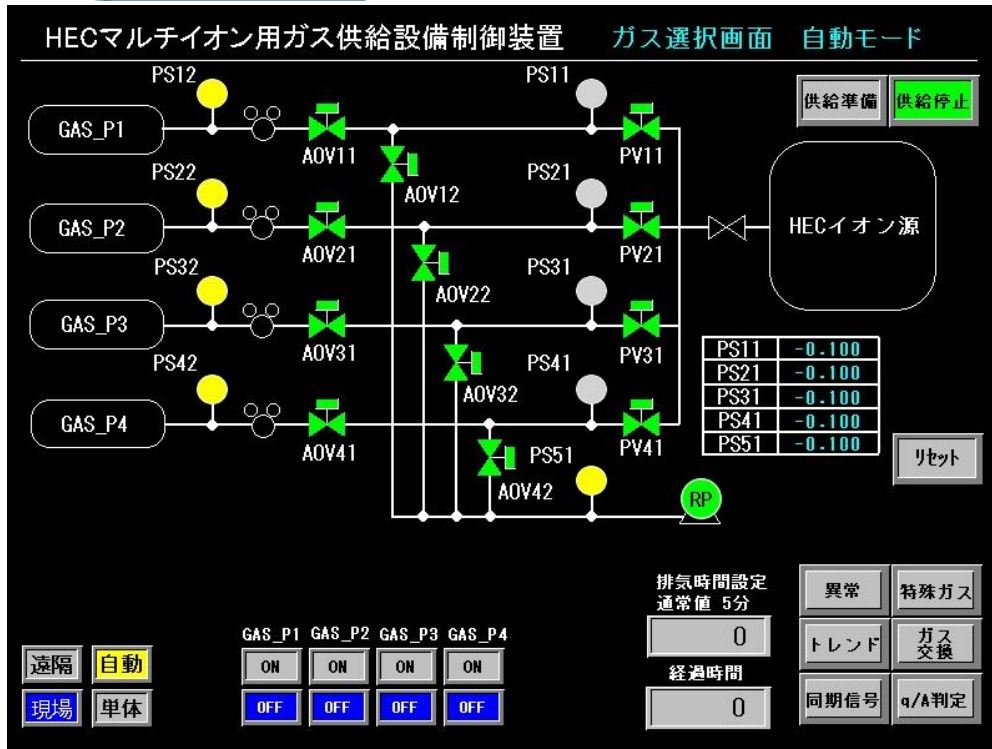 HECマルチイオン用ガス供給設備制御装置 ガス選択画面 自動モード
PS12 PS11
供給準備 供給停止
GAS_P1
AOV11 PV11
PS22 PS21
AOV12
GAS_P2 HECイオン源
AOV21 PV21
PS32 PS31
AOV22
GAS_P3
AOV31 PV31
PS42 PS41
AOV32
GAS_P4
AOV41 PV41
PS51
AOV42
PS11 -0.100
PS21 -0.100
PS31 -0.100
PS41 -0.100
PS51 -0.100
リセット
RP
排気時間設定
通常値 5分
0
経過時間
0
異常 特殊ガス
トレンド ガス
交換
同期信号 q/A判定
GAS_P1 GAS_P2 GAS_P3 GAS_P4
ON ON ON ON
OFF OFF OFF OFF
遠隔 自動
現場 単体